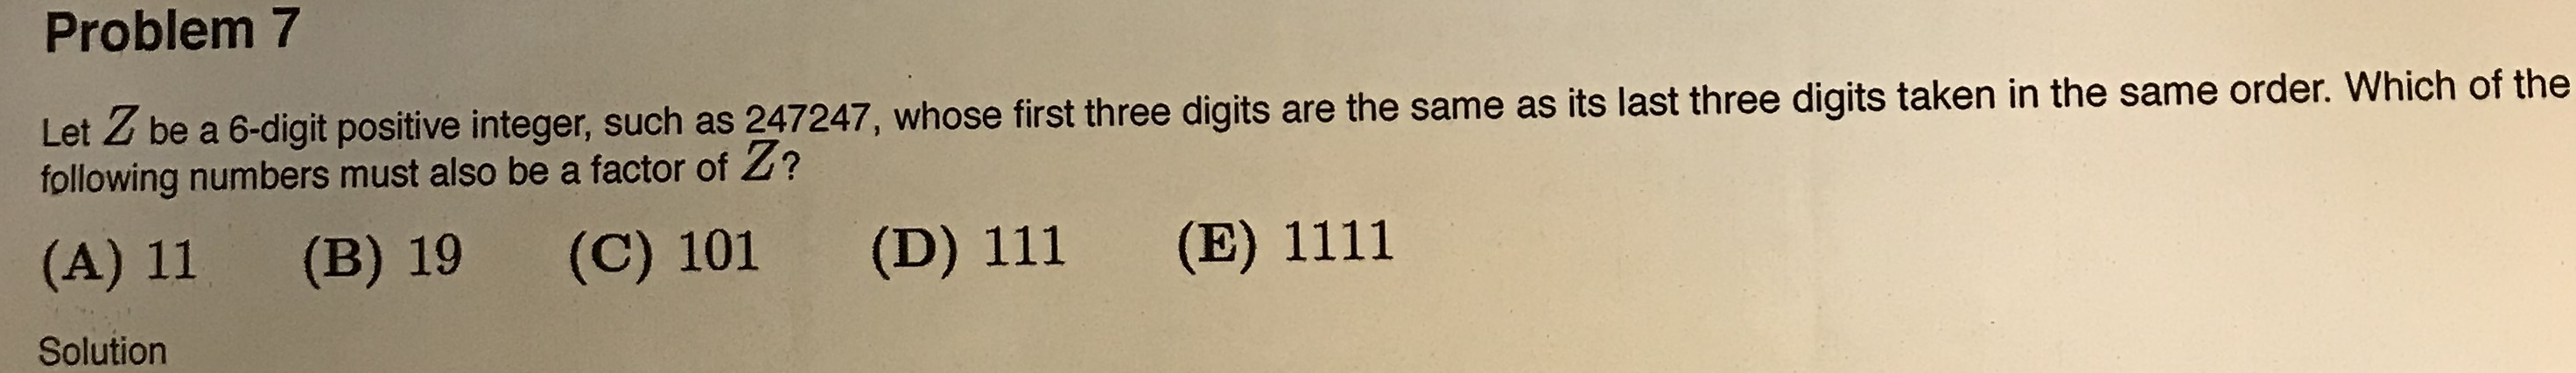 Problem 7
Let Z be a 6-digit positive integer, such as 247247, whose first three digits are the same as its last three digits taken in the same order. Which of the
following numbers must also be a factor of Z?
(A) 11 (B) 19 (C) 101 (D) 111 (E) 1111
Solution